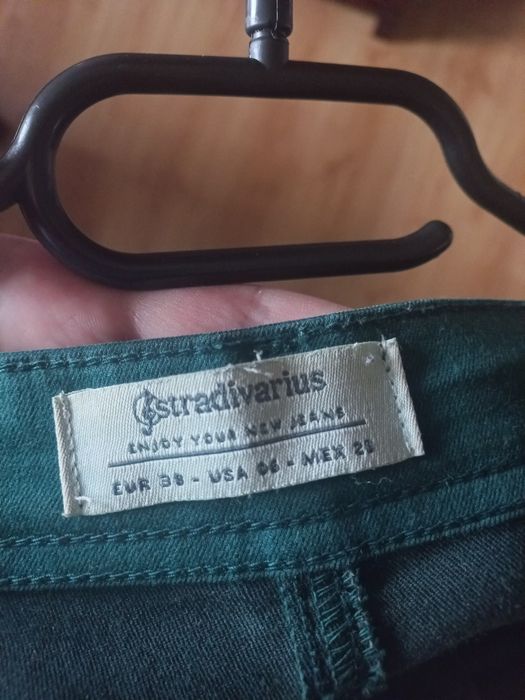 stradivarius
ENJOY YOUR NEW JEANS
EUR 38 - USA 06 - MEX 28